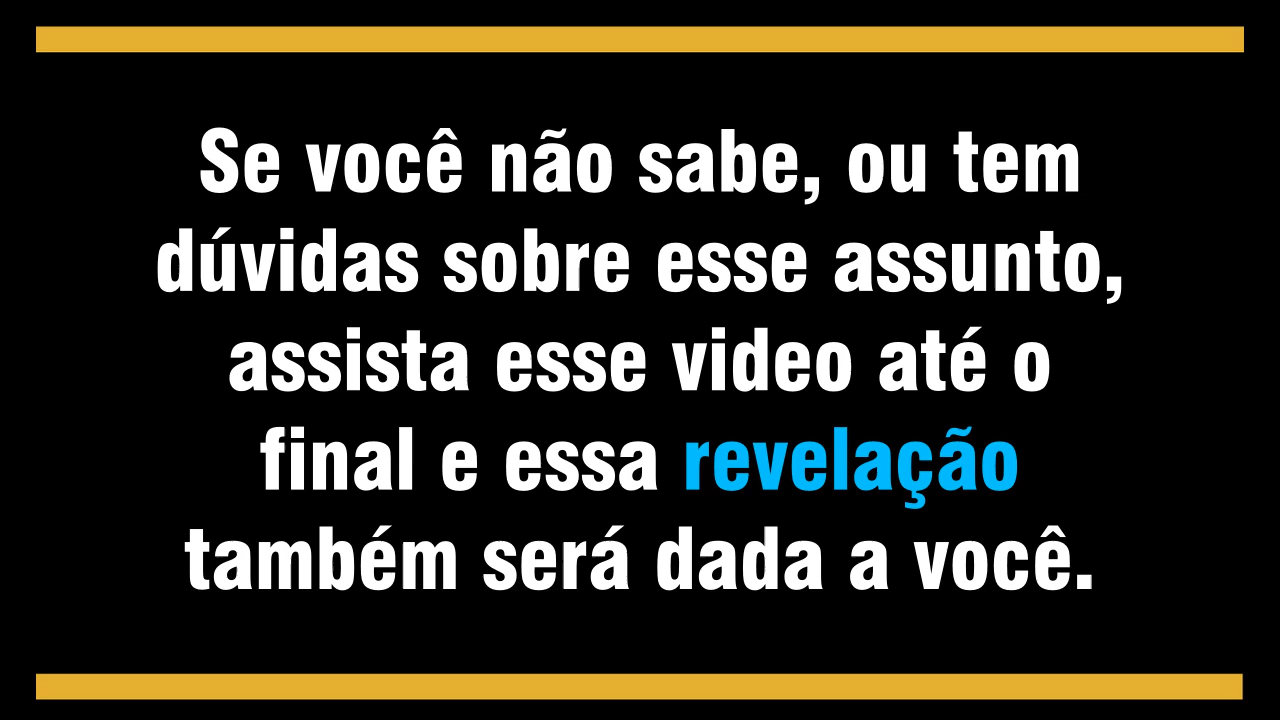 Se você não sabe, ou tem
dúvidas sobre esse assunto,
assista esse video até o
final e essa revelação
também será dada a você.